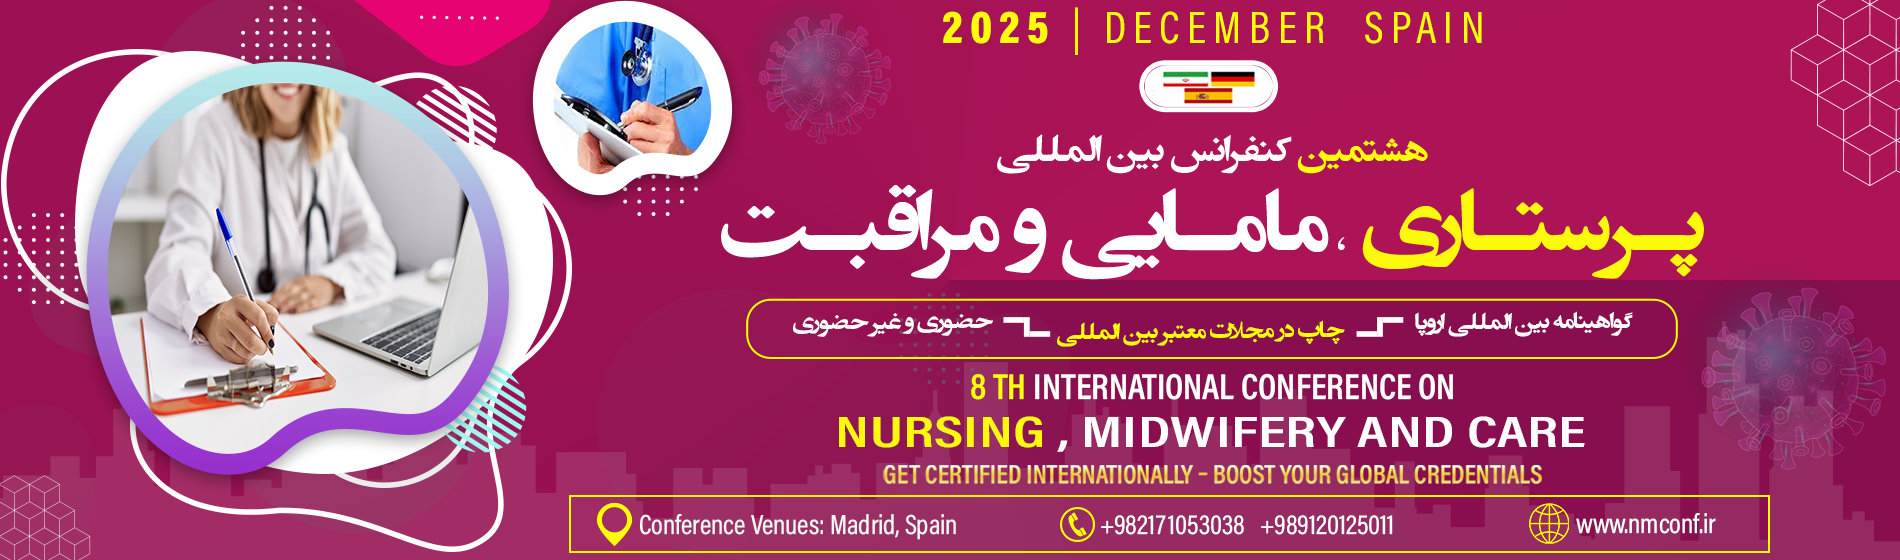 2025 | DECEMBER SPAIN
هشتمین کنفرانس بین المللی
پرستاری ، مامایی و مراقبت
گواهینامه بین المللی اروپا چاپ در مجلات معتبر بین المللی حضوری و غیر حضوری
8 TH INTERNATIONAL CONFERENCE ON
NURSING , MIDWIFERY AND CARE
GET CERTIFIED INTERNATIONALLY - BOOST YOUR GLOBAL CREDENTIALS
Conference Venues: Madrid, Spain +982171053038 +989120125011 www.nmconf.ir